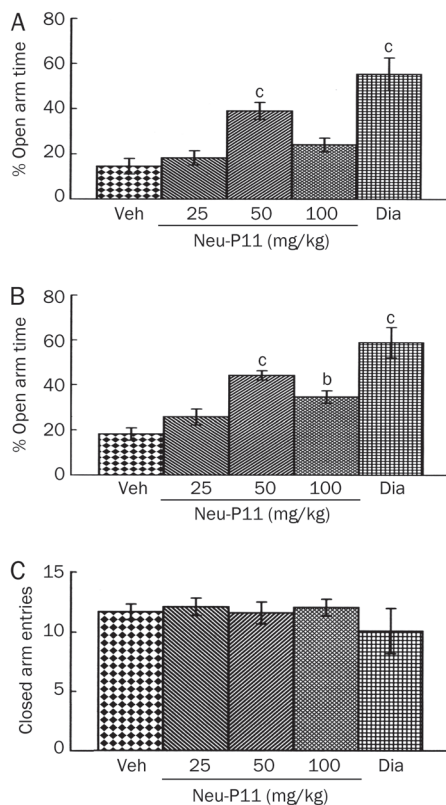 A
% Open arm time
80
60
40
20
0
c
c
Veh 25 50 100 Dia
Neu-P11 (mg/kg)
B
% Open arm time
80
60
40
20
0
c
b
c
Veh 25 50 100 Dia
Neu-P11 (mg/kg)
C
Closed arm entries
15
12
10
5
0
Veh 25 50 100 Dia
Neu-P11 (mg/kg)